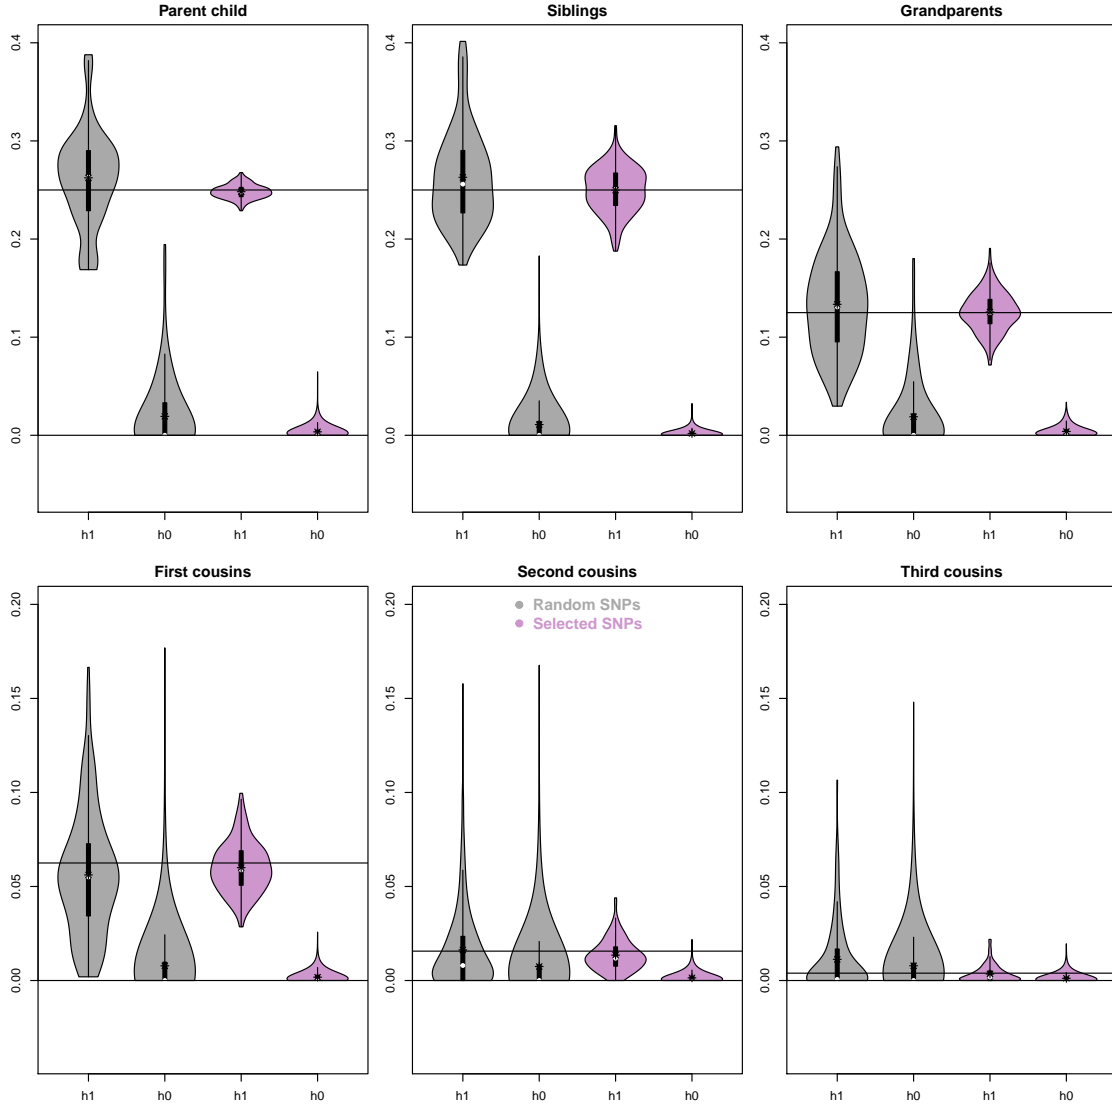 Parent child
Siblings
Grandparents
0.4
0.3
0.2
0.1
0.0
h1 h0 h1 h0
0.4
0.3
0.2
0.1
0.0
h1 h0 h1 h0
0.4
0.3
0.2
0.1
0.0
h1 h0 h1 h0
First cousins
Second cousins
Third cousins
0.20
0.15
0.10
0.05
0.00
h1 h0 h1 h0
Random SNPs
Selected SNPs
0.20
0.15
0.10
0.05
0.00
h1 h0 h1 h0
0.20
0.15
0.10
0.05
0.00
h1 h0 h1 h0